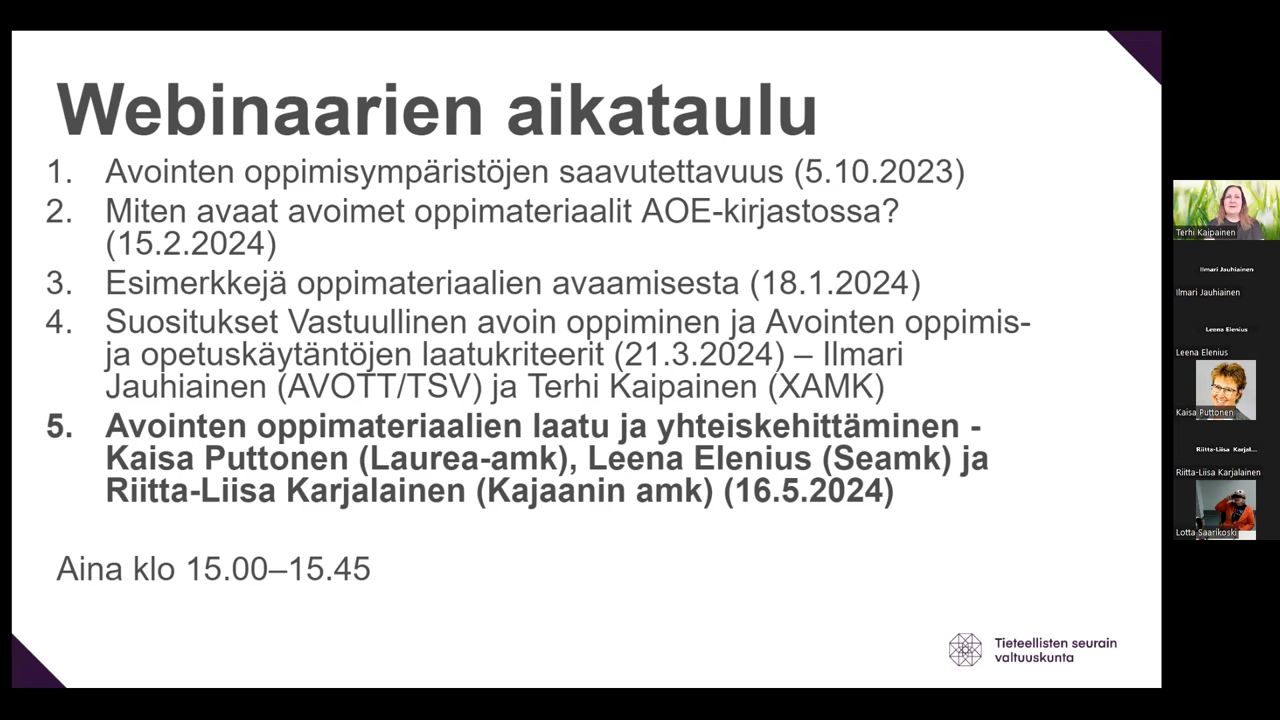 Webinaarien aikataulu
1. Avointen oppimisympäristöjen saavutettavuus (5.10.2023)
2. Miten avaat avoimet oppimateriaalit AOE-kirjastossa?
(15.2.2024)
3. Esimerkkejä oppimateriaalien avaamisesta (18.1.2024)
4. Suositukset Vastuullinen avoin oppiminen ja Avointen oppimis-
ja opetuskäytäntöjen laatukriteerit (21.3.2024) – Ilmari
Jauhiainen (AVOTT/TSV) ja Terhi Kaipainen (XAMK)
5. Avointen oppimateriaalien laatu ja yhteiskehittäminen -
Kaisa Puttonen (Laurea-amk), Leena Elenius (Seamk) ja
Riitta-Liisa Karjalainen (Kajaanin amk) (16.5.2024)
Aina klo 15.00–15.45
Tieteellisten seurain
valtuuskunta
Terhi Kaipainen
Ilmari Jauhiainen
Ilmari Jauhiainen
Leena Elenius
Leena Elenius
Kaisa Puttonen
Riitta-Liisa Karjal...
Riitta-Liisa Karjalainen
Lotta Saarikoski